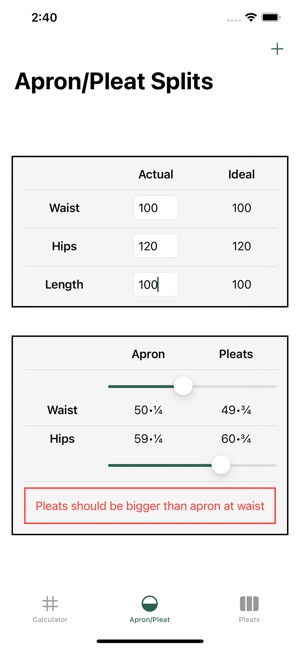 2:40
Apron/Pleat Splits
Actual Ideal
Waist 100 100
Hips 120 120
Length 100 100
Apron Pleats
Waist 50•¼ 49•¾
Hips 59•¼ 60•¾
Pleats should be bigger than apron at waist
Calculator Apron/Pleat Pleats